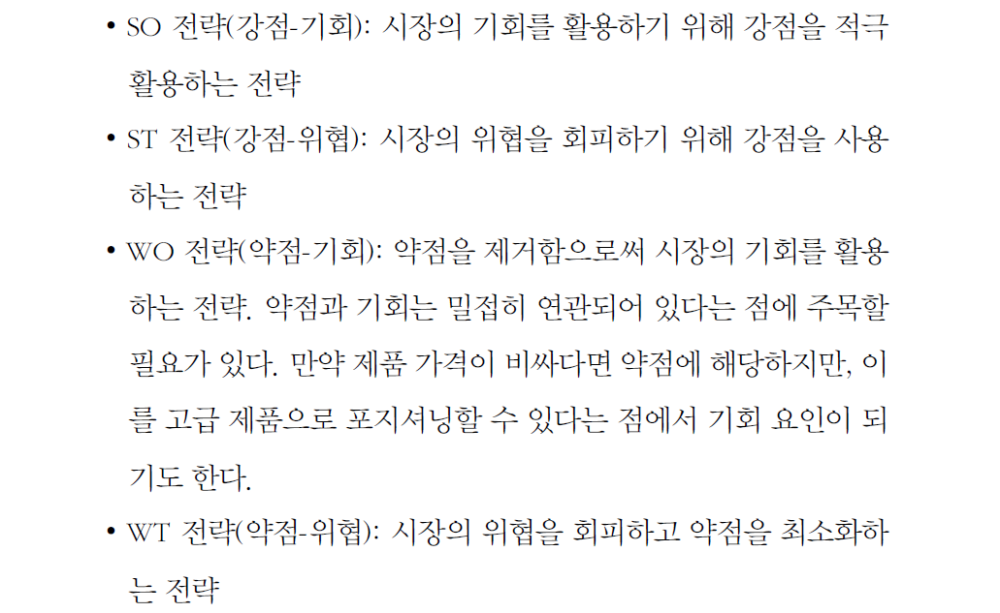 • SO 전략(강점-기회): 시장의 기회를 활용하기 위해 강점을 적극
활용하는 전략
• ST 전략(강점-위협): 시장의 위협을 회피하기 위해 강점을 사용
하는 전략
• WO 전략(약점-기회): 약점을 제거함으로써 시장의 기회를 활용
하는 전략. 약점과 기회는 밀접히 연관되어 있다는 점에 주목할
필요가 있다. 만약 제품 가격이 비싸다면 약점에 해당하지만, 이
를 고급 제품으로 포지셔닝할 수 있다는 점에서 기회 요인이 되
기도 한다.
• WT 전략(약점-위협): 시장의 위협을 회피하고 약점을 최소화하
는 전략